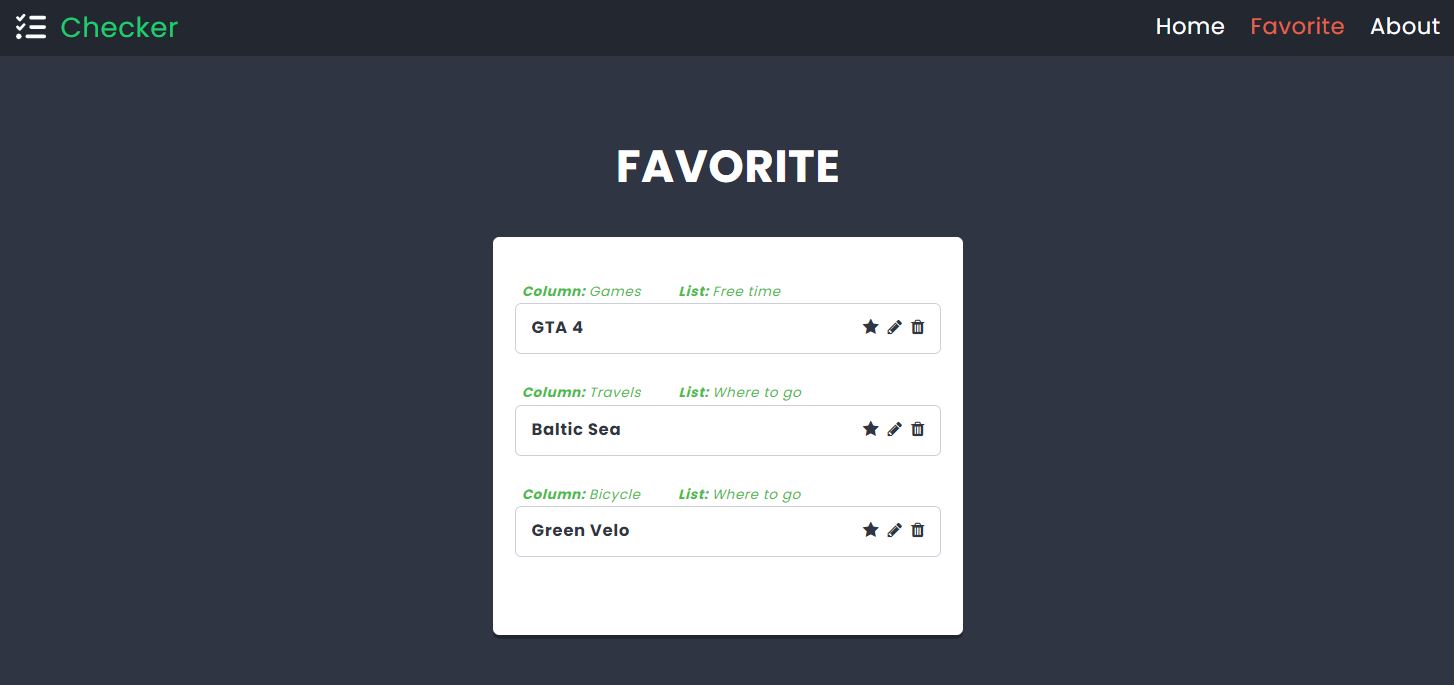 Checker
Home Favorite About
FAVORITE
Column: Games List: Free time
GTA 4
Column: Travels List: Where to go
Baltic Sea
Column: Bicycle List: Where to go
Green Velo